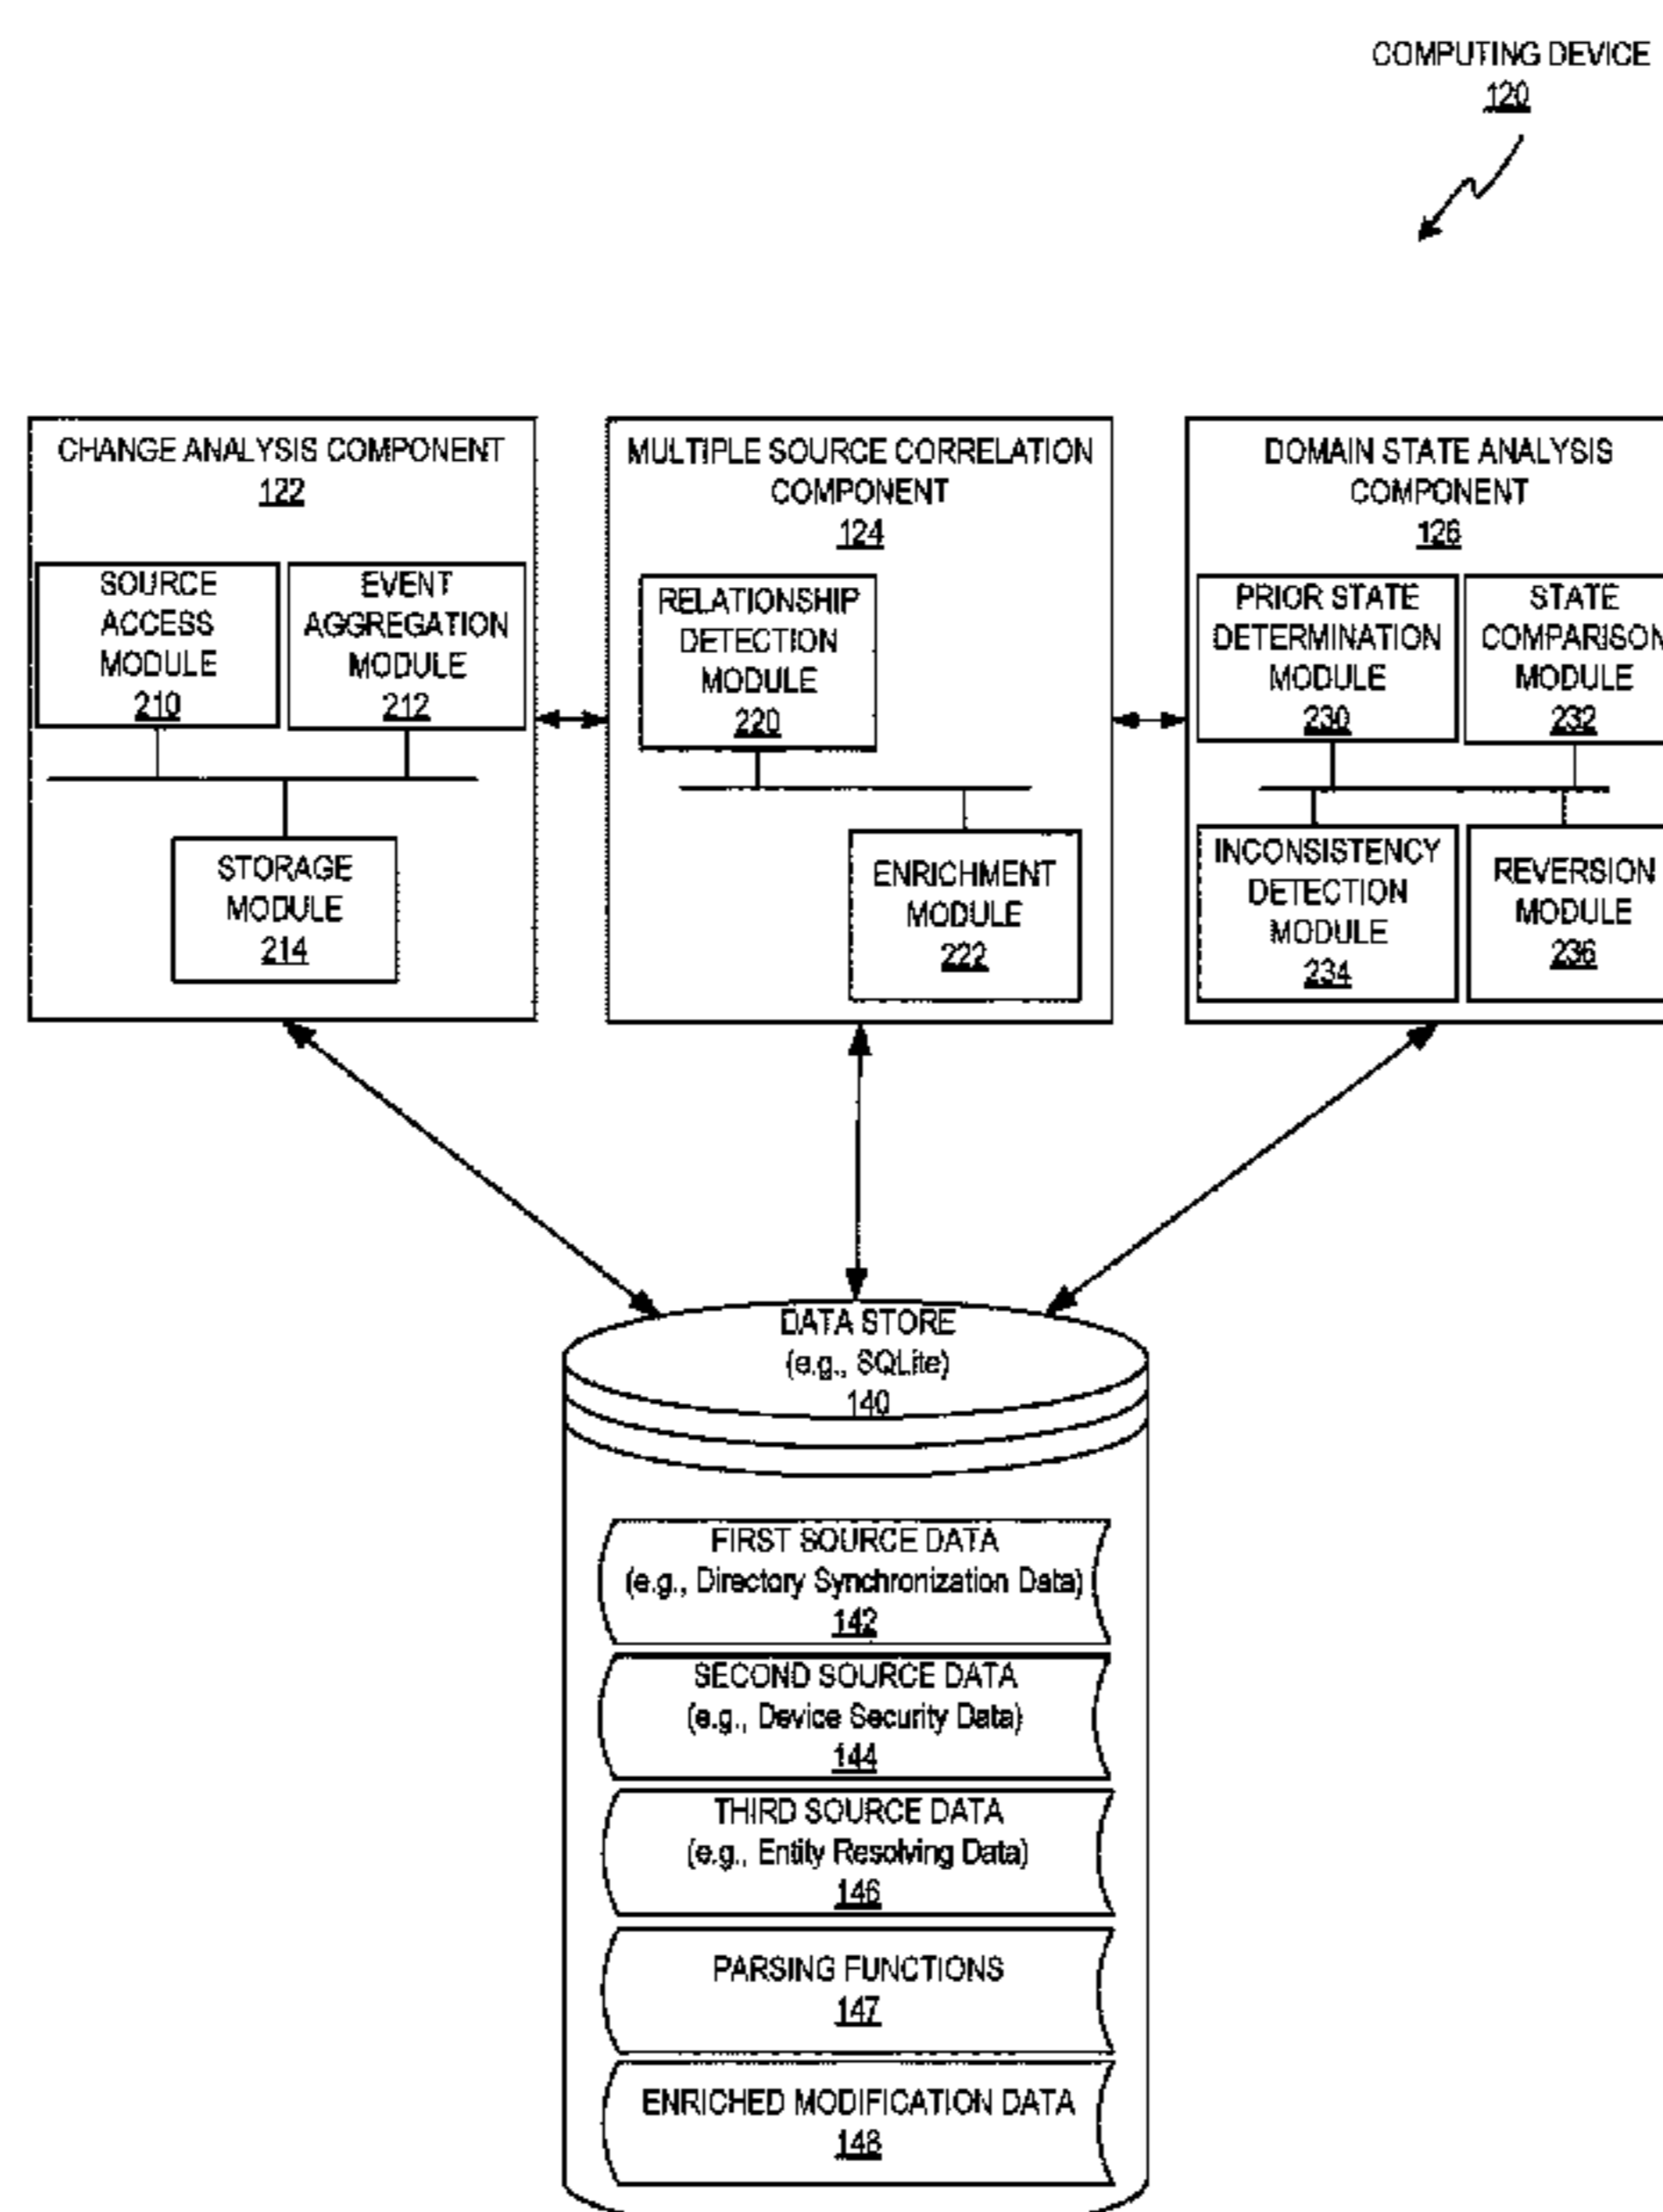 COMPUTING DEVICE
120
CHANGE ANALYSIS COMPONENT
122
SOURCE
ACCESS
MODULE
210
EVENT
AGGREGATION
MODULE
212
STORAGE
MODULE
214
MULTIPLE SOURCE CORRELATION
COMPONENT
124
RELATIONSHIP
DETECTION
MODULE
220
ENRICHMENT
MODULE
222
DOMAIN STATE ANALYSIS
COMPONENT
126
PRIOR STATE
DETERMINATION
MODULE
230
STATE
COMPARISON
MODULE
232
INCONSISTENCY
DETECTION
MODULE
234
REVERSION
MODULE
236
DATA STORE
(e.g., SQLite)
140
FIRST SOURCE DATA
(e.g., Directory Synchronization Data)
142
SECOND SOURCE DATA
(e.g., Device Security Data)
144
THIRD SOURCE DATA
(e.g., Entity Resolving Data)
146
PARSING FUNCTIONS
147
ENRICHED MODIFICATION DATA
148